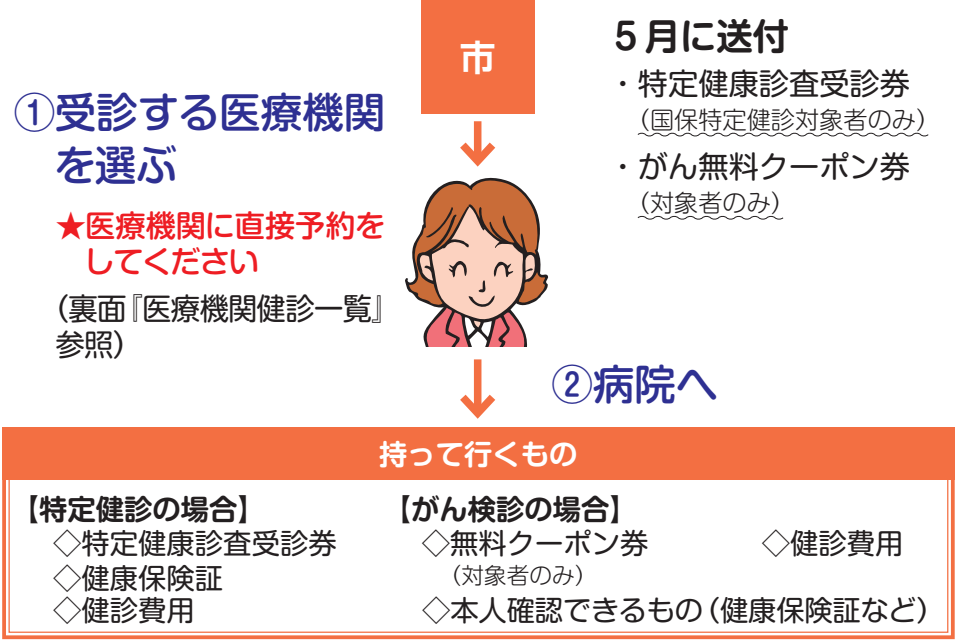 市
5月に送付
・特定健康診査受診券
（国保特定健診対象者のみ）
・がん無料クーポン券
（対象者のみ）
①受診する医療機関
を選ぶ
★医療機関に直接予約を
してください
（裏面『医療機関健診一覧』
参照）
②病院へ
持って行くもの
【特定健診の場合】
◇特定健康診査受診券
◇健康保険証
◇健診費用
【がん検診の場合】
◇無料クーポン券 ◇健診費用
（対象者のみ）
◇本人確認できるもの（健康保険証など）